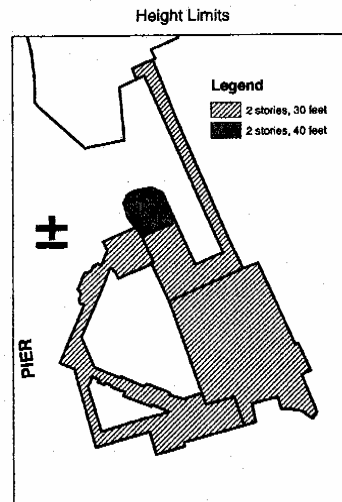 Height Limits
Legend
2 stories, 30 feet
2 stories, 40 feet
PIER